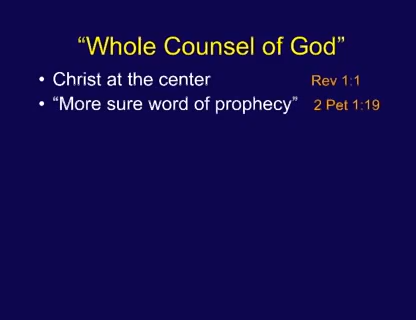 “Whole Counsel of God”
• Christ at the center Rev 1:1
• “More sure word of prophecy” 2 Pet 1:19